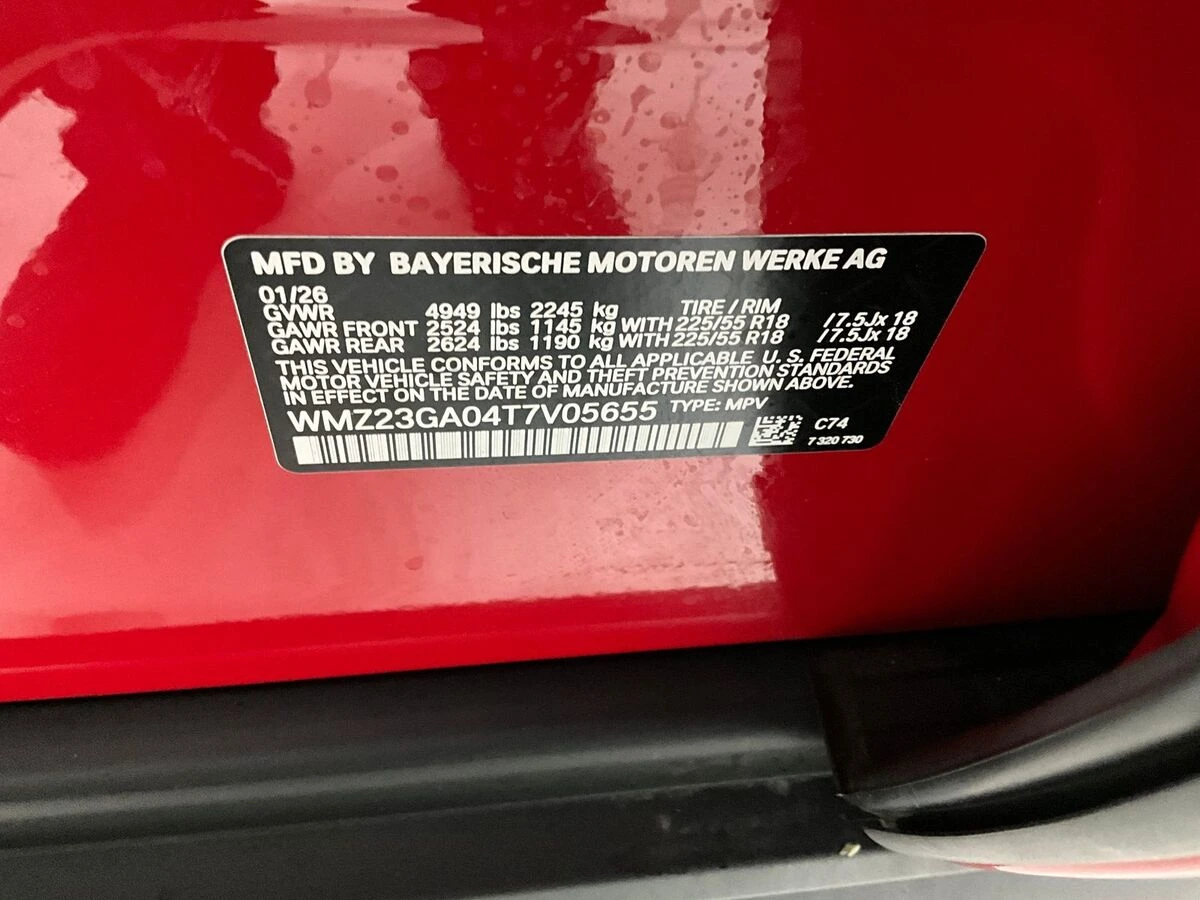 MFD BY BAYERISCHE MOTOREN WERKE AG
01/26
GVWR 4949 lbs 2245 kg TIRE / RIM
GAWR FRONT 2524 lbs 1145 kg WITH 225/55 R18 /7.5Jx 18
GAWR REAR 2624 lbs 1190 kg WITH 225/55 R18 /7.5Jx 18
THIS VEHICLE CONFORMS TO ALL APPLICABLE U. S. FEDERAL
MOTOR VEHICLE SAFETY AND THEFT PREVENTION STANDARDS
IN EFFECT ON THE DATE OF MANUFACTURE SHOWN ABOVE.
WMZ23GA04T7V05655 TYPE: MPV
C74
7 320 730